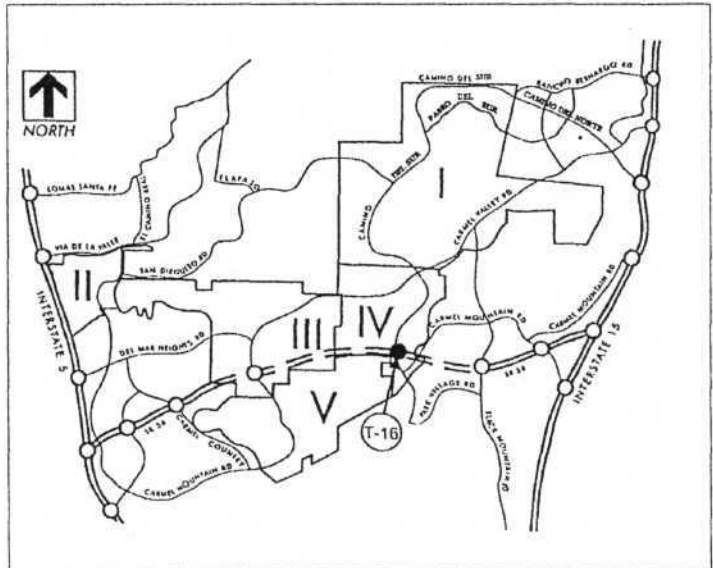 NORTH
CAMINO DEL SUR
RANCHO BERNARDO RD
CAMINO DEL NORTE
PASEO DEL SUR
LOMAS SANTA FE
EL CAMINO REAL
EL APAJO
CAMINO DEL SUR
I
CARMEL VALLEY RD
VIA DE LA VALLE
SAN DIEGUITO RD
II
INTERSTATE 5
DEL MAR HEIGHTS RD
III
IV
CARMEL MOUNTAIN RD
CARMEL MOUNTAIN RD
INTERSTATE 15
V
SR 56
PARK VILLAGE RD
T-16
SR 56
CARMEL COUNTRY
CARMEL MOUNTAIN RD
BLACK MOUNTAIN RD